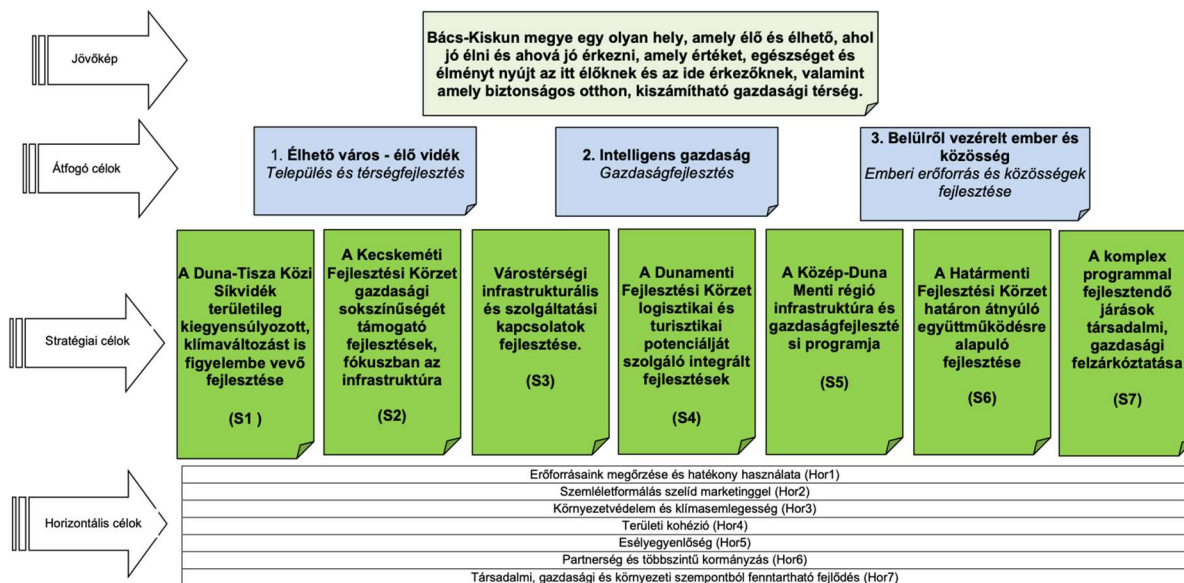 Jövőkép
Bács-Kiskun megye egy olyan hely, amely élő és élhető, ahol
jó élni és ahová jó érkezni, amely értéket, egészséget és
élményt nyújt az itt élőknek és az ide érkezőknek, valamint
amely biztonságos otthon, kiszámítható gazdasági térség.
Átfogó célok
1. Élhető város - élő vidék
Település és térségfejlesztés
2. Intelligens gazdaság
Gazdaságfejlesztés
3. Belülről vezérelt ember és
közösség
Emberi erőforrás és közösségek
fejlesztése
Stratégiai célok
A Duna-Tisza Közi
Síkvidék
területileg
kiegyensúlyozott,
klímaváltozást is
figyelembe vevő
fejlesztése
(S1 )
A Kecskeméti
Fejlesztési Körzet
gazdasági
sokszínűségét
támogató
fejlesztések,
fókuszban az
infrastruktúra
(S2)
Várostérségi
infrastrukturális
és szolgáltatási
kapcsolatok
fejlesztése.
(S3)
A Dunamenti
Fejlesztési Körzet
logisztikai és
turisztikai
potenciálját
szolgáló integrált
fejlesztések
(S4)
A Közép-Duna
Menti régió
infrastruktúra és
gazdaságfejleszté
si programja
(S5)
A Határmenti
Fejlesztési Körzet
határon átnyúló
együttműködésre
alapuló
fejlesztése
(S6)
A komplex
programmal
fejlesztendő
járások
társadalmi,
gazdasági
felzárkóztatása
(S7)
Horizontális célok
Erőforrásaink megőrzése és hatékony használata (Hor1)
Szemléletformálás szelíd marketinggel (Hor2)
Környezetvédelem és klímasemlegesség (Hor3)
Területi kohézió (Hor4)
Esélyegyenlőség (Hor5)
Partnerség és többszintű kormányzás (Hor6)
Társadalmi, gazdasági és környezeti szempontból fenntartható fejlődés (Hor7)